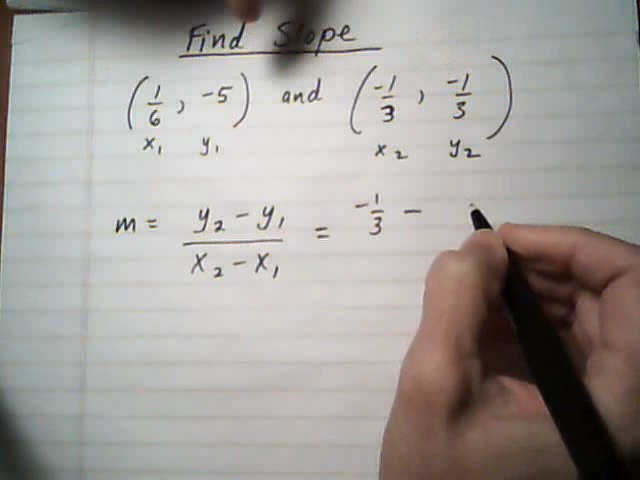 Find Slope
(1/6, -5) and (-1/3, -1/3)
x₁ y₁ x₂ y₂
m = (y₂ - y₁)/(x₂ - x₁) = -1/3 -